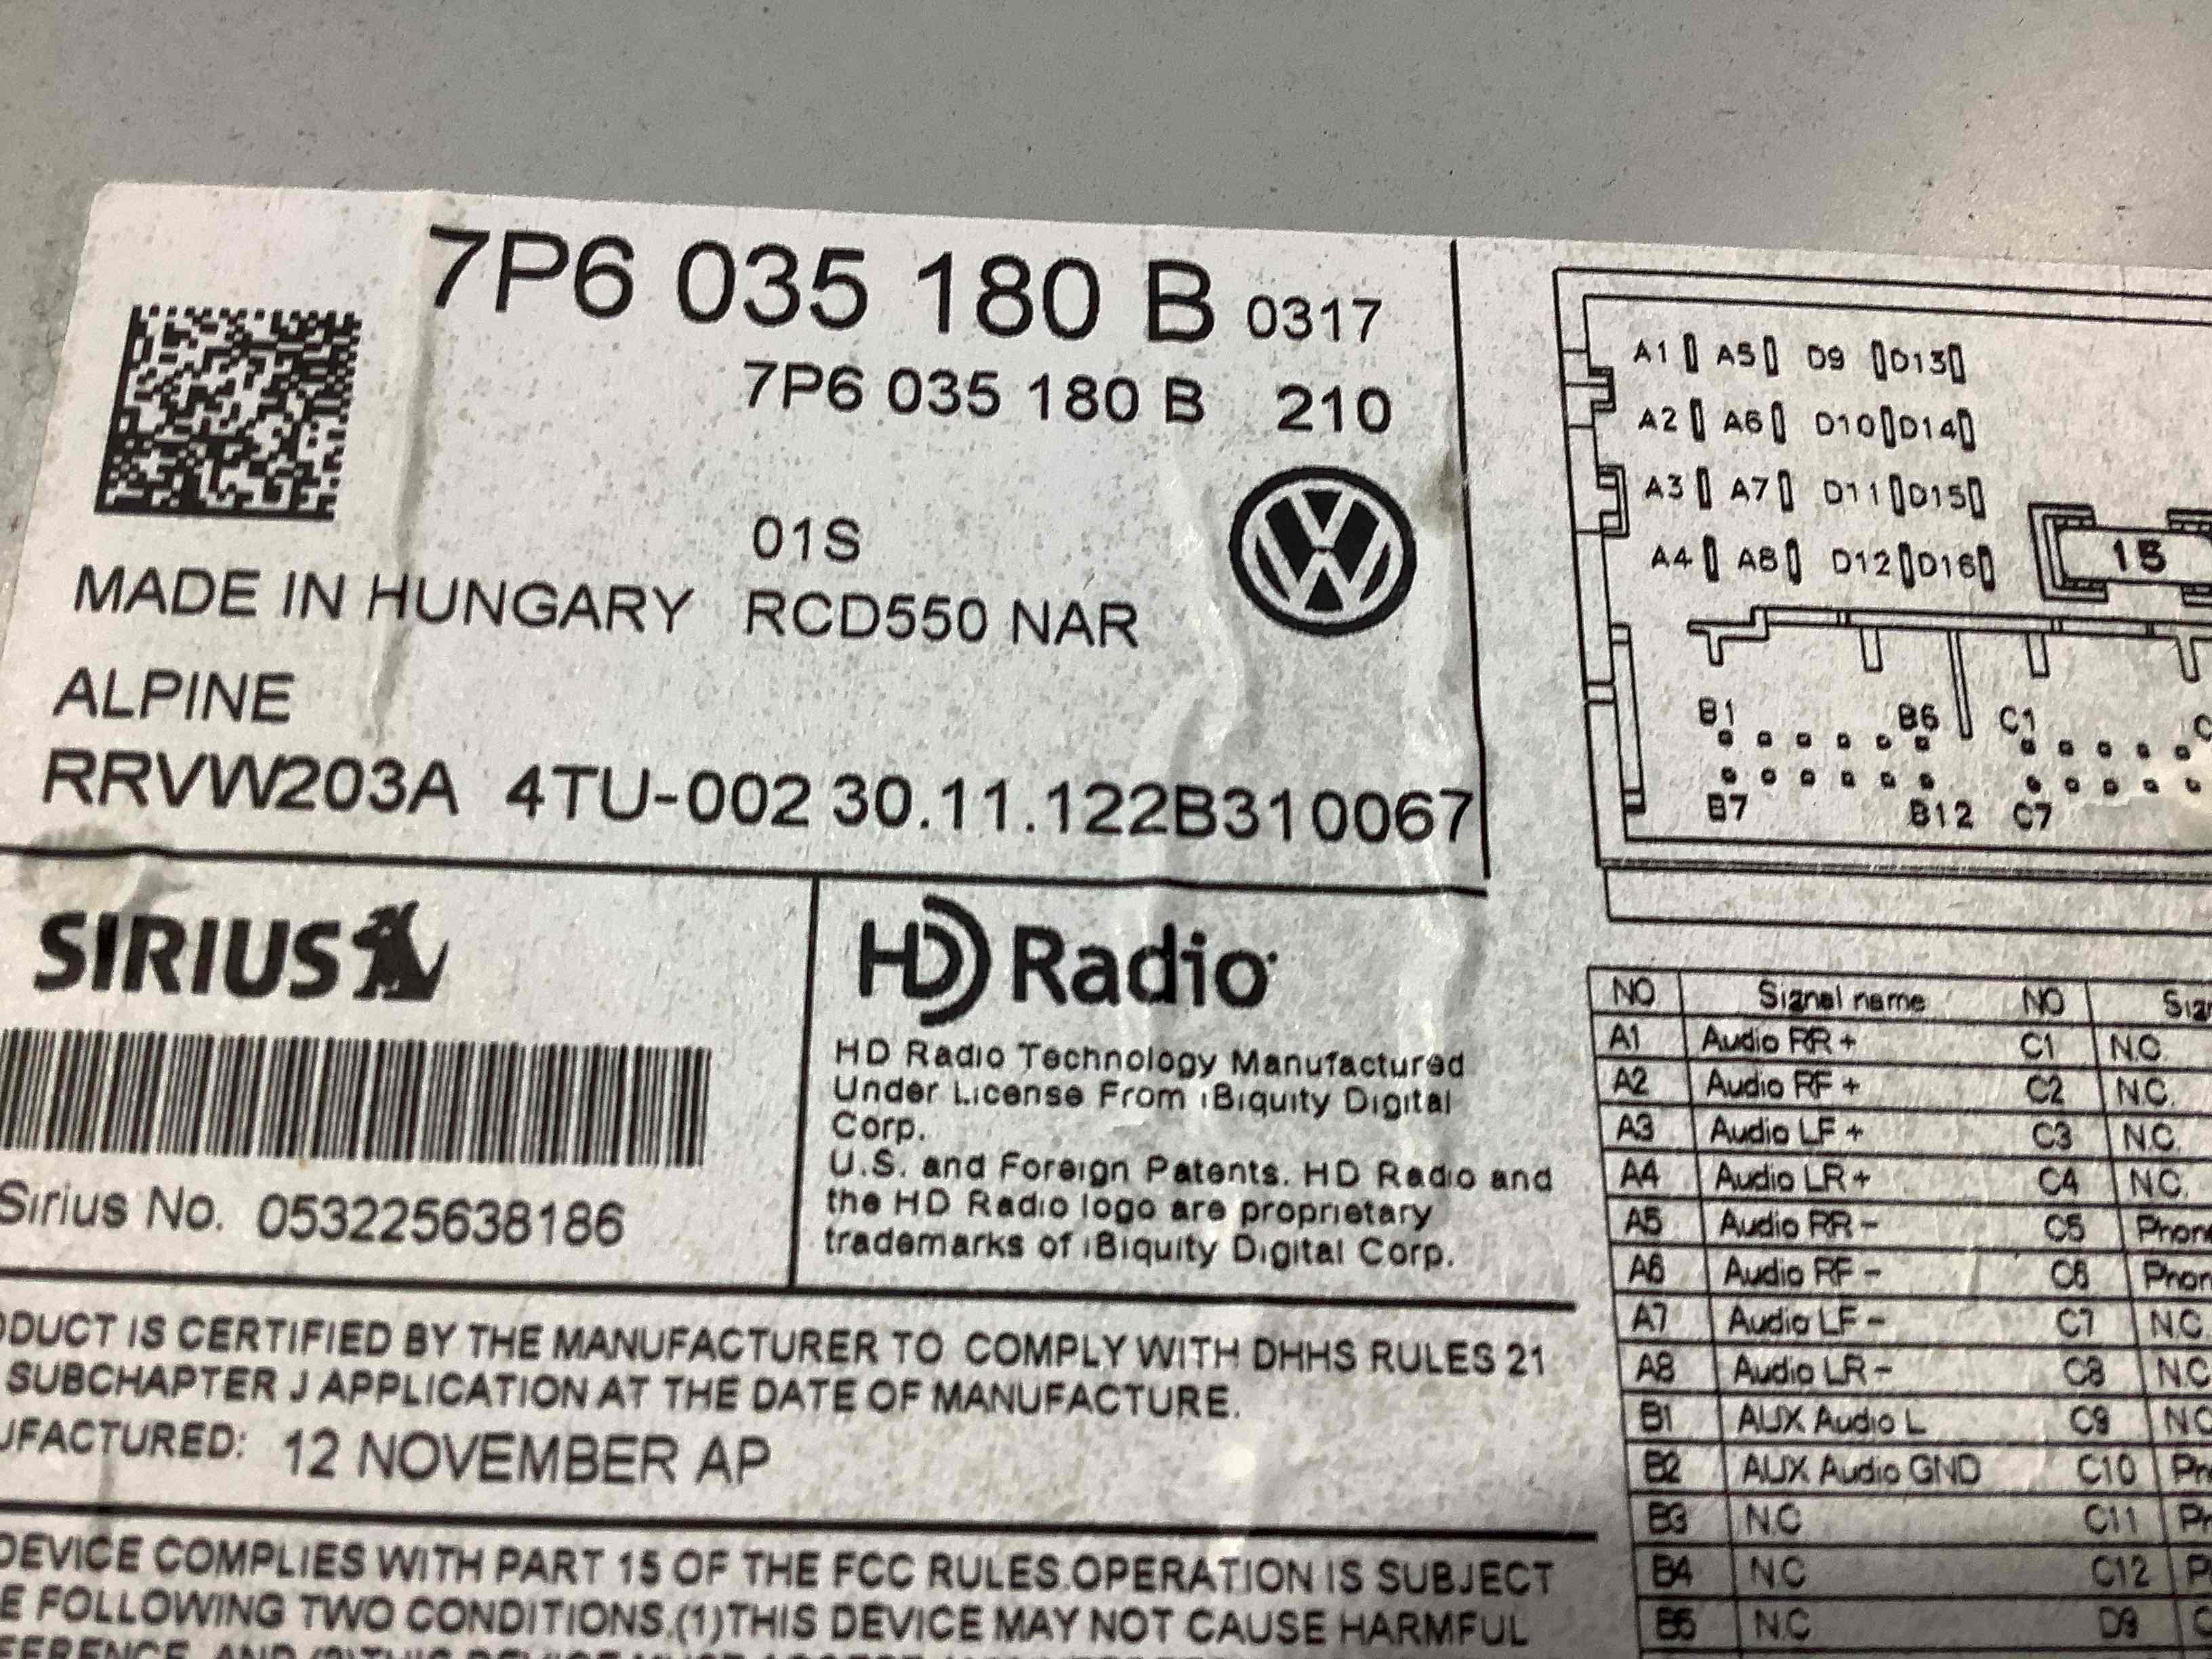 7P6 035 180 B 0317
7P6 035 180 B 210
01S
MADE IN HUNGARY RCD550 NAR
ALPINE
RRVW203A 4TU-002 30.11.122B310067
SIRIUS
Sirius No. 053225638186
HD Radio
HD Radio Technology Manufactured
Under License From iBiquity Digital
Corp.
U.S. and Foreign Patents. HD Radio and
the HD Radio logo are proprietary
trademarks of iBiquity Digital Corp.
ODUCT IS CERTIFIED BY THE MANUFACTURER TO COMPLY WITH DHHS RULES 21
SUBCHAPTER J APPLICATION AT THE DATE OF MANUFACTURE.
UFACTURED: 12 NOVEMBER AP
DEVICE COMPLIES WITH PART 15 OF THE FCC RULES.OPERATION IS SUBJECT
E FOLLOWING TWO CONDITIONS.(1)THIS DEVICE MAY NOT CAUSE HARMFUL
A1 A5 D9 D13
A2 A6 D10 D14
A3 A7 D11 D15
A4 A8 D12 D16
15
B1 B6 C1
B7 B12 C7
NO Signal name NO
A1 Audio RR + C1 N.C.
A2 Audio RF + C2 N.C.
A3 Audio LF + C3 N.C.
A4 Audio LR + C4 N.C.
A5 Audio RR - C5 Phon
A6 Audio RF - C6 Phon
A7 Audio LF - C7 N.C.
A8 Audio LR - C8 N.C
B1 AUX Audio L C9 NC
B2 AUX Audio GND C10
B3 N.C C11
B4 N.C C12
B5 N.C D9